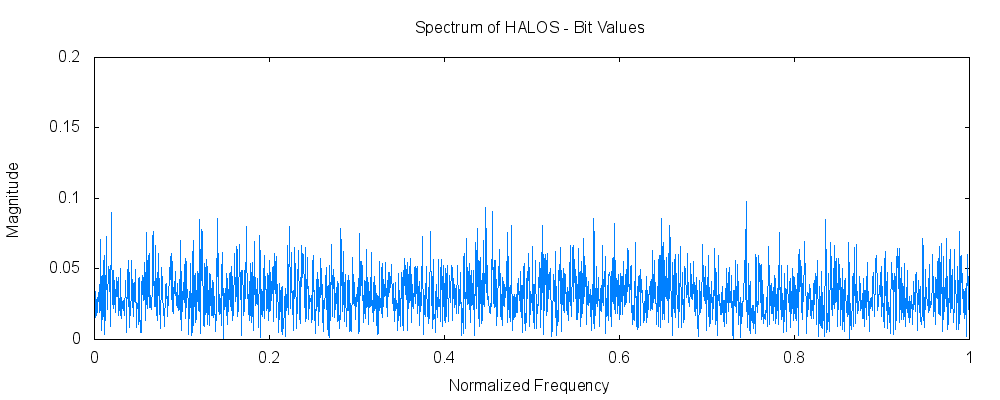 Spectrum of HALOS - Bit Values
0.2
0.15
0.1
0.05
0
Magnitude
0 0.2 0.4 0.6 0.8 1
Normalized Frequency